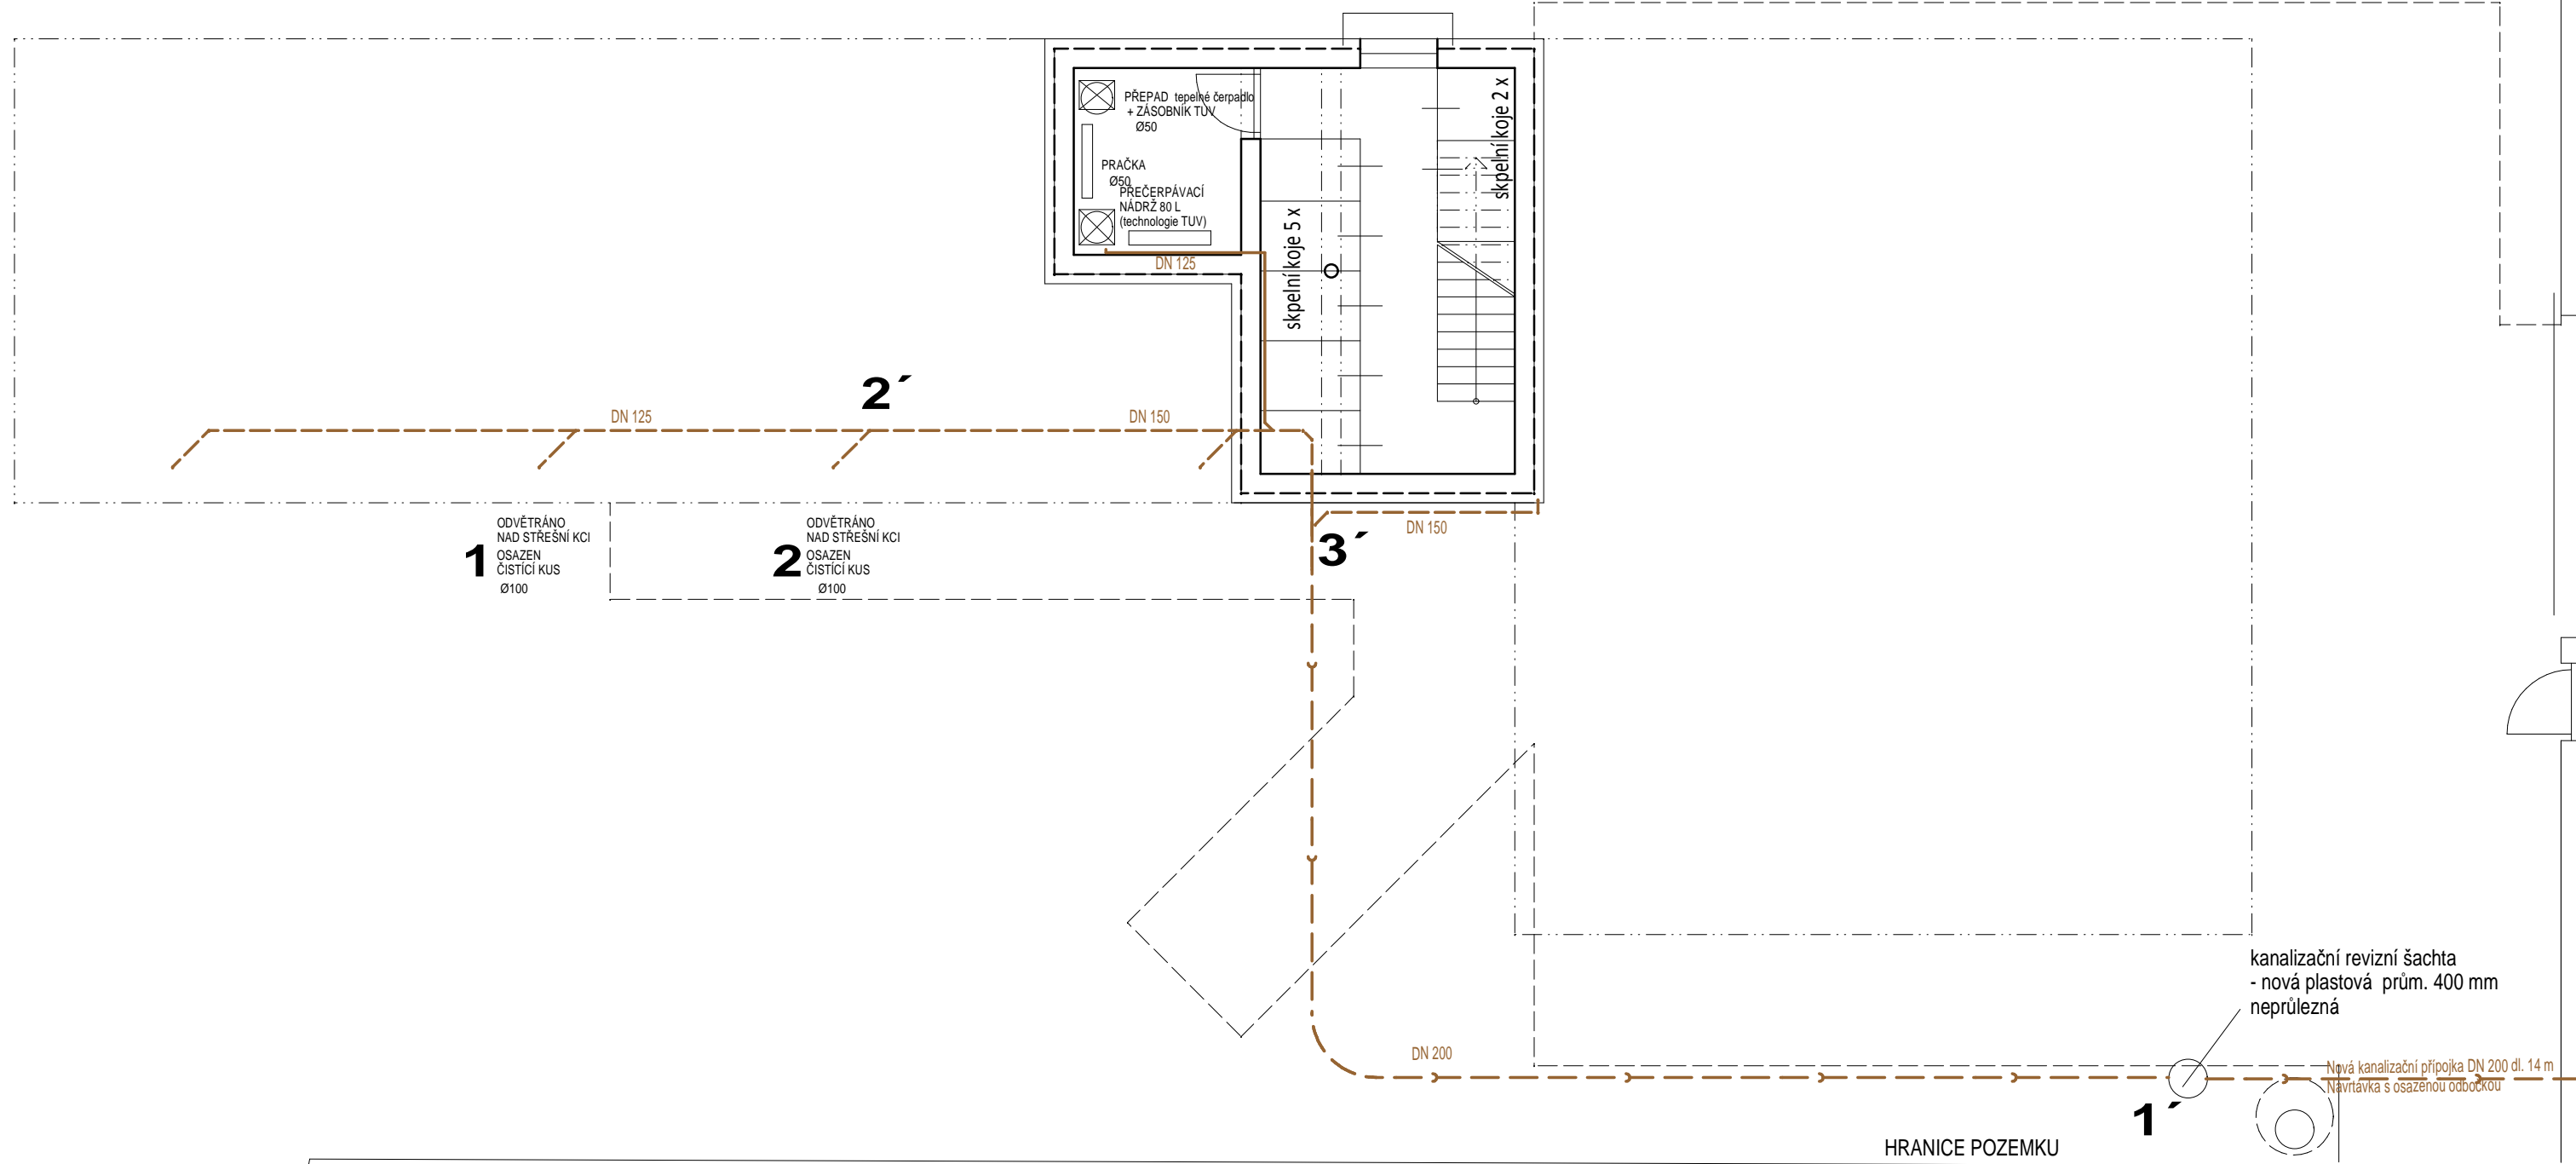 PŘEPAD tepelné čerpadlo
+ ZÁSOBNÍK TUV
Ø50
PRAČKA
Ø50
PŘEČERPÁVACÍ
NÁDRŽ 80 L
(technologie TUV)
DN 125
skpelní koje 5 x
skpelní koje 2 x
2´
DN 125
DN 150
1
ODVĚTRÁNO
NAD STŘEŠNÍ KCI
OSAZEN
ČISTÍCÍ KUS
Ø100
2
ODVĚTRÁNO
NAD STŘEŠNÍ KCI
OSAZEN
ČISTÍCÍ KUS
Ø100
3´
DN 150
kanalizační revizní šachta
- nová plastová prům. 400 mm
neprůlezná
DN 200
Nová kanalizační přípojka DN 200 dl. 14 m
Navrtávka s osazenou odbočkou
1´
HRANICE POZEMKU